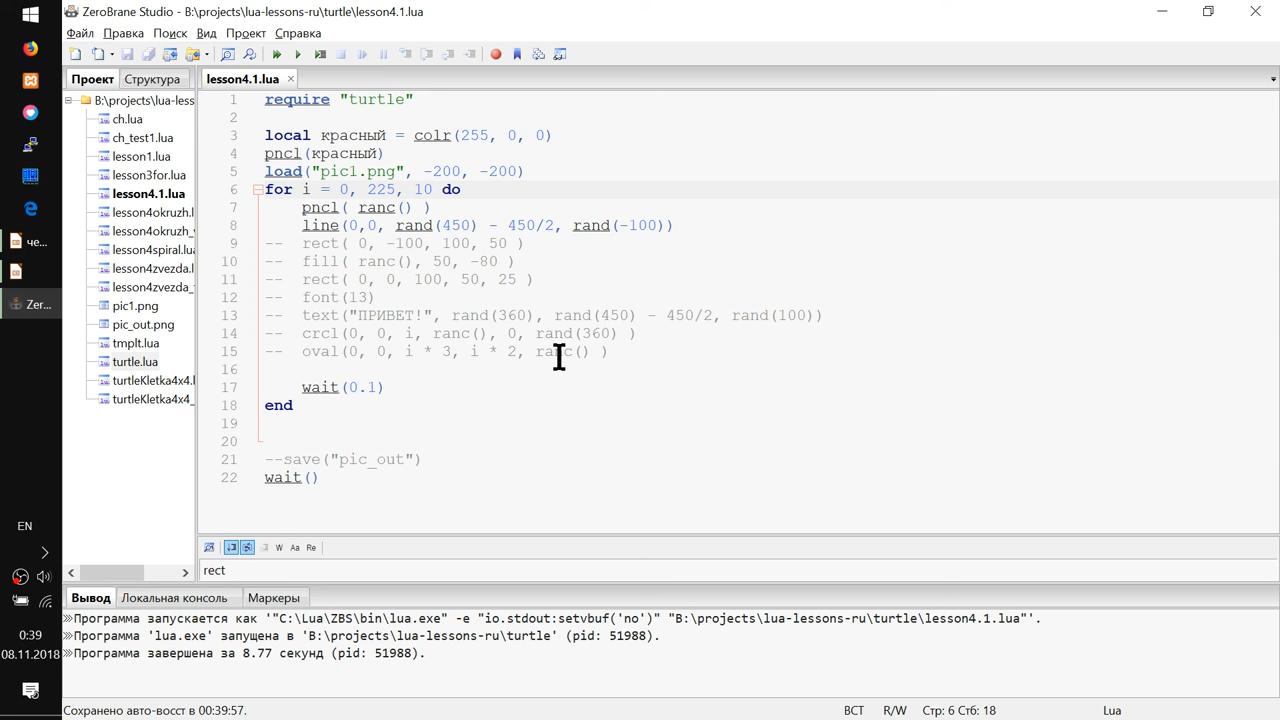 ZeroBrane Studio - B:\projects\lua-lessons-ru\turtle\lesson4.1.lua
Файл Правка Поиск Вид Проект Справка
Проект Структура
lesson4.1.lua
B:\projects\lua-less
ch.lua
ch_test1.lua
lesson1.lua
lesson3for.lua
lesson4.1.lua
lesson4okruzh.l
lesson4okruzh_
lesson4spiral.lua
lesson4zvezda.l
lesson4zvezda_
pic1.png
pic_out.png
tmplt.lua
turtle.lua
turtleKletka4x4.l
turtleKletka4x4_
1 require "turtle"
2
3 local красный = colr(255, 0, 0)
4 pncl(красный)
5 load("pic1.png", -200, -200)
6 for i = 0, 225, 10 do
7 pncl( ranc() )
8 line(0,0, rand(450) - 450/2, rand(-100))
9 -- rect( 0, -100, 100, 50 )
10 -- fill( ranc(), 50, -80 )
11 -- rect( 0, 0, 100, 50, 25 )
12 -- font(13)
13 -- text("ПРИВЕТ!", rand(360), rand(450) - 450/2, rand(100))
14 -- crcl(0, 0, i, ranc(), 0, rand(360) )
15 -- oval(0, 0, i * 3, i * 2, ranc() )
16
17 wait(0.1)
18 end
19
20
21 --save("pic_out")
22 wait()
W Aa Re
rect
Вывод Локальная консоль Маркеры
Программа запускается как '"C:\Lua\ZBS\bin\lua.exe" -e "io.stdout:setvbuf('no')" "B:\projects\lua-lessons-ru\turtle\lesson4.1.lua"'.
Программа 'lua.exe' запущена в 'B:\projects\lua-lessons-ru\turtle' (pid: 51988).
Программа завершена за 8.77 секунд (pid: 51988).
Сохранено авто-восст в 00:39:57.
ВСТ R/W Стр: 6 Стб: 18 Lua
че...
Zer...
EN
0:39
08.11.2018